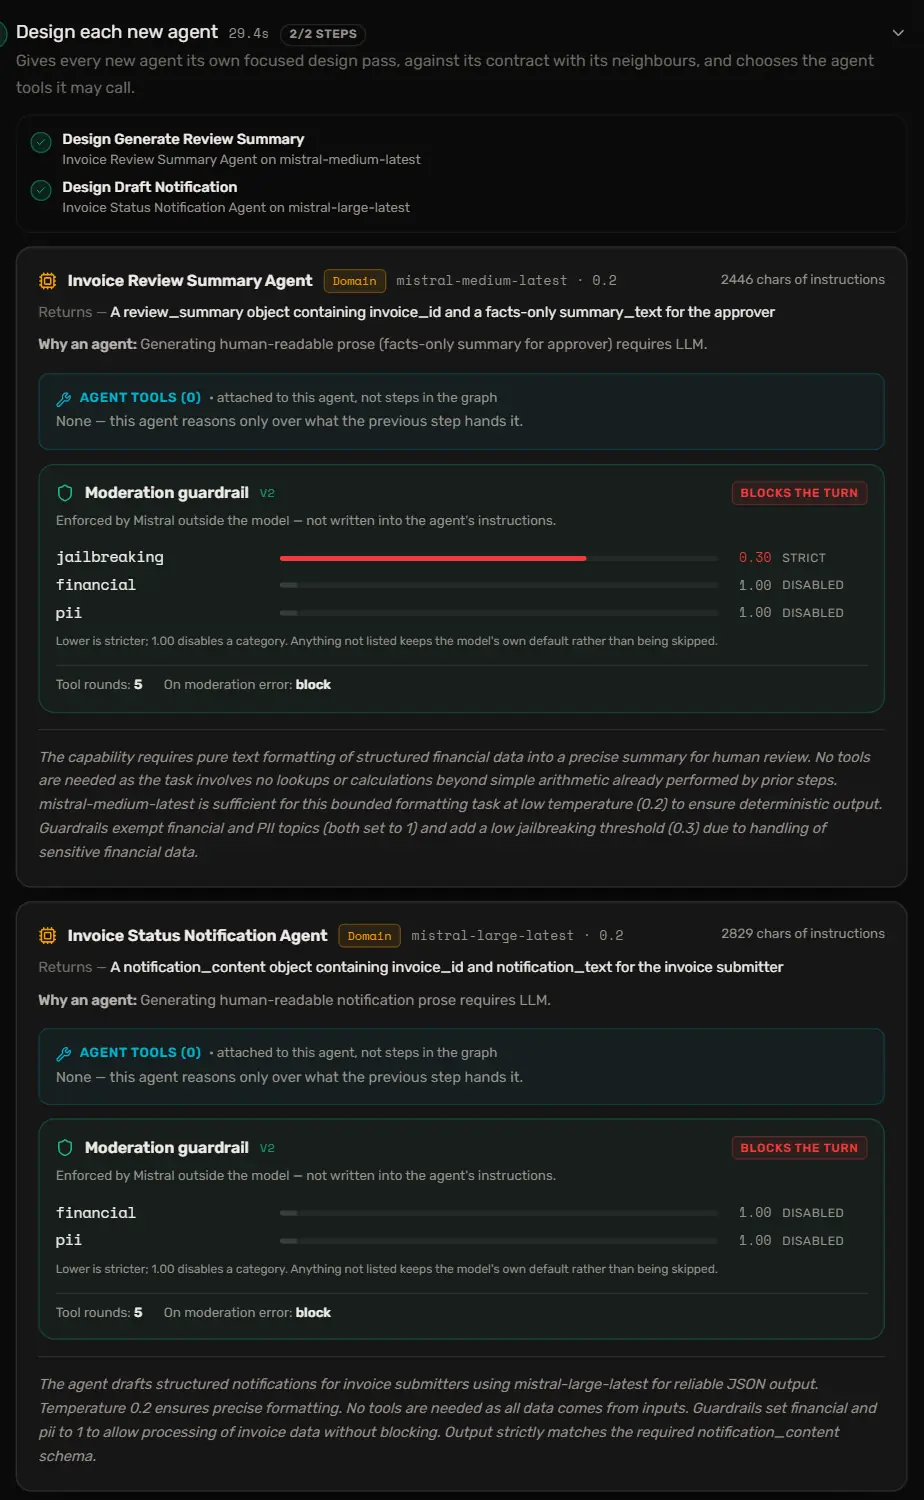 Design each new agent 29.4s 2/2 STEPS
Gives every new agent its own focused design pass, against its contract with its neighbours, and chooses the agent
tools it may call.
Design Generate Review Summary
Invoice Review Summary Agent on mistral-medium-latest
Design Draft Notification
Invoice Status Notification Agent on mistral-large-latest
Invoice Review Summary Agent Domain mistral-medium-latest · 0.2 2446 chars of instructions
Returns — A review_summary object containing invoice_id and a facts-only summary_text for the approver
Why an agent: Generating human-readable prose (facts-only summary for approver) requires LLM.
AGENT TOOLS (0) • attached to this agent, not steps in the graph
None — this agent reasons only over what the previous step hands it.
Moderation guardrail V2 BLOCKS THE TURN
Enforced by Mistral outside the model — not written into the agent's instructions.
jailbreaking 0.30 STRICT
financial 1.00 DISABLED
pii 1.00 DISABLED
Lower is stricter; 1.00 disables a category. Anything not listed keeps the model's own default rather than being skipped.
Tool rounds: 5 On moderation error: block
The capability requires pure text formatting of structured financial data into a precise summary for human review. No tools
are needed as the task involves no lookups or calculations beyond simple arithmetic already performed by prior steps.
mistral-medium-latest is sufficient for this bounded formatting task at low temperature (0.2) to ensure deterministic output.
Guardrails exempt financial and PII topics (both set to 1) and add a low jailbreaking threshold (0.3) due to handling of
sensitive financial data.
Invoice Status Notification Agent Domain mistral-large-latest · 0.2 2829 chars of instructions
Returns — A notification_content object containing invoice_id and notification_text for the invoice submitter
Why an agent: Generating human-readable notification prose requires LLM.
AGENT TOOLS (0) • attached to this agent, not steps in the graph
None — this agent reasons only over what the previous step hands it.
Moderation guardrail V2 BLOCKS THE TURN
Enforced by Mistral outside the model — not written into the agent's instructions.
financial 1.00 DISABLED
pii 1.00 DISABLED
Lower is stricter; 1.00 disables a category. Anything not listed keeps the model's own default rather than being skipped.
Tool rounds: 5 On moderation error: block
The agent drafts structured notifications for invoice submitters using mistral-large-latest for reliable JSON output.
Temperature 0.2 ensures precise formatting. No tools are needed as all data comes from inputs. Guardrails set financial and
pii to 1 to allow processing of invoice data without blocking. Output strictly matches the required notification_content
schema.